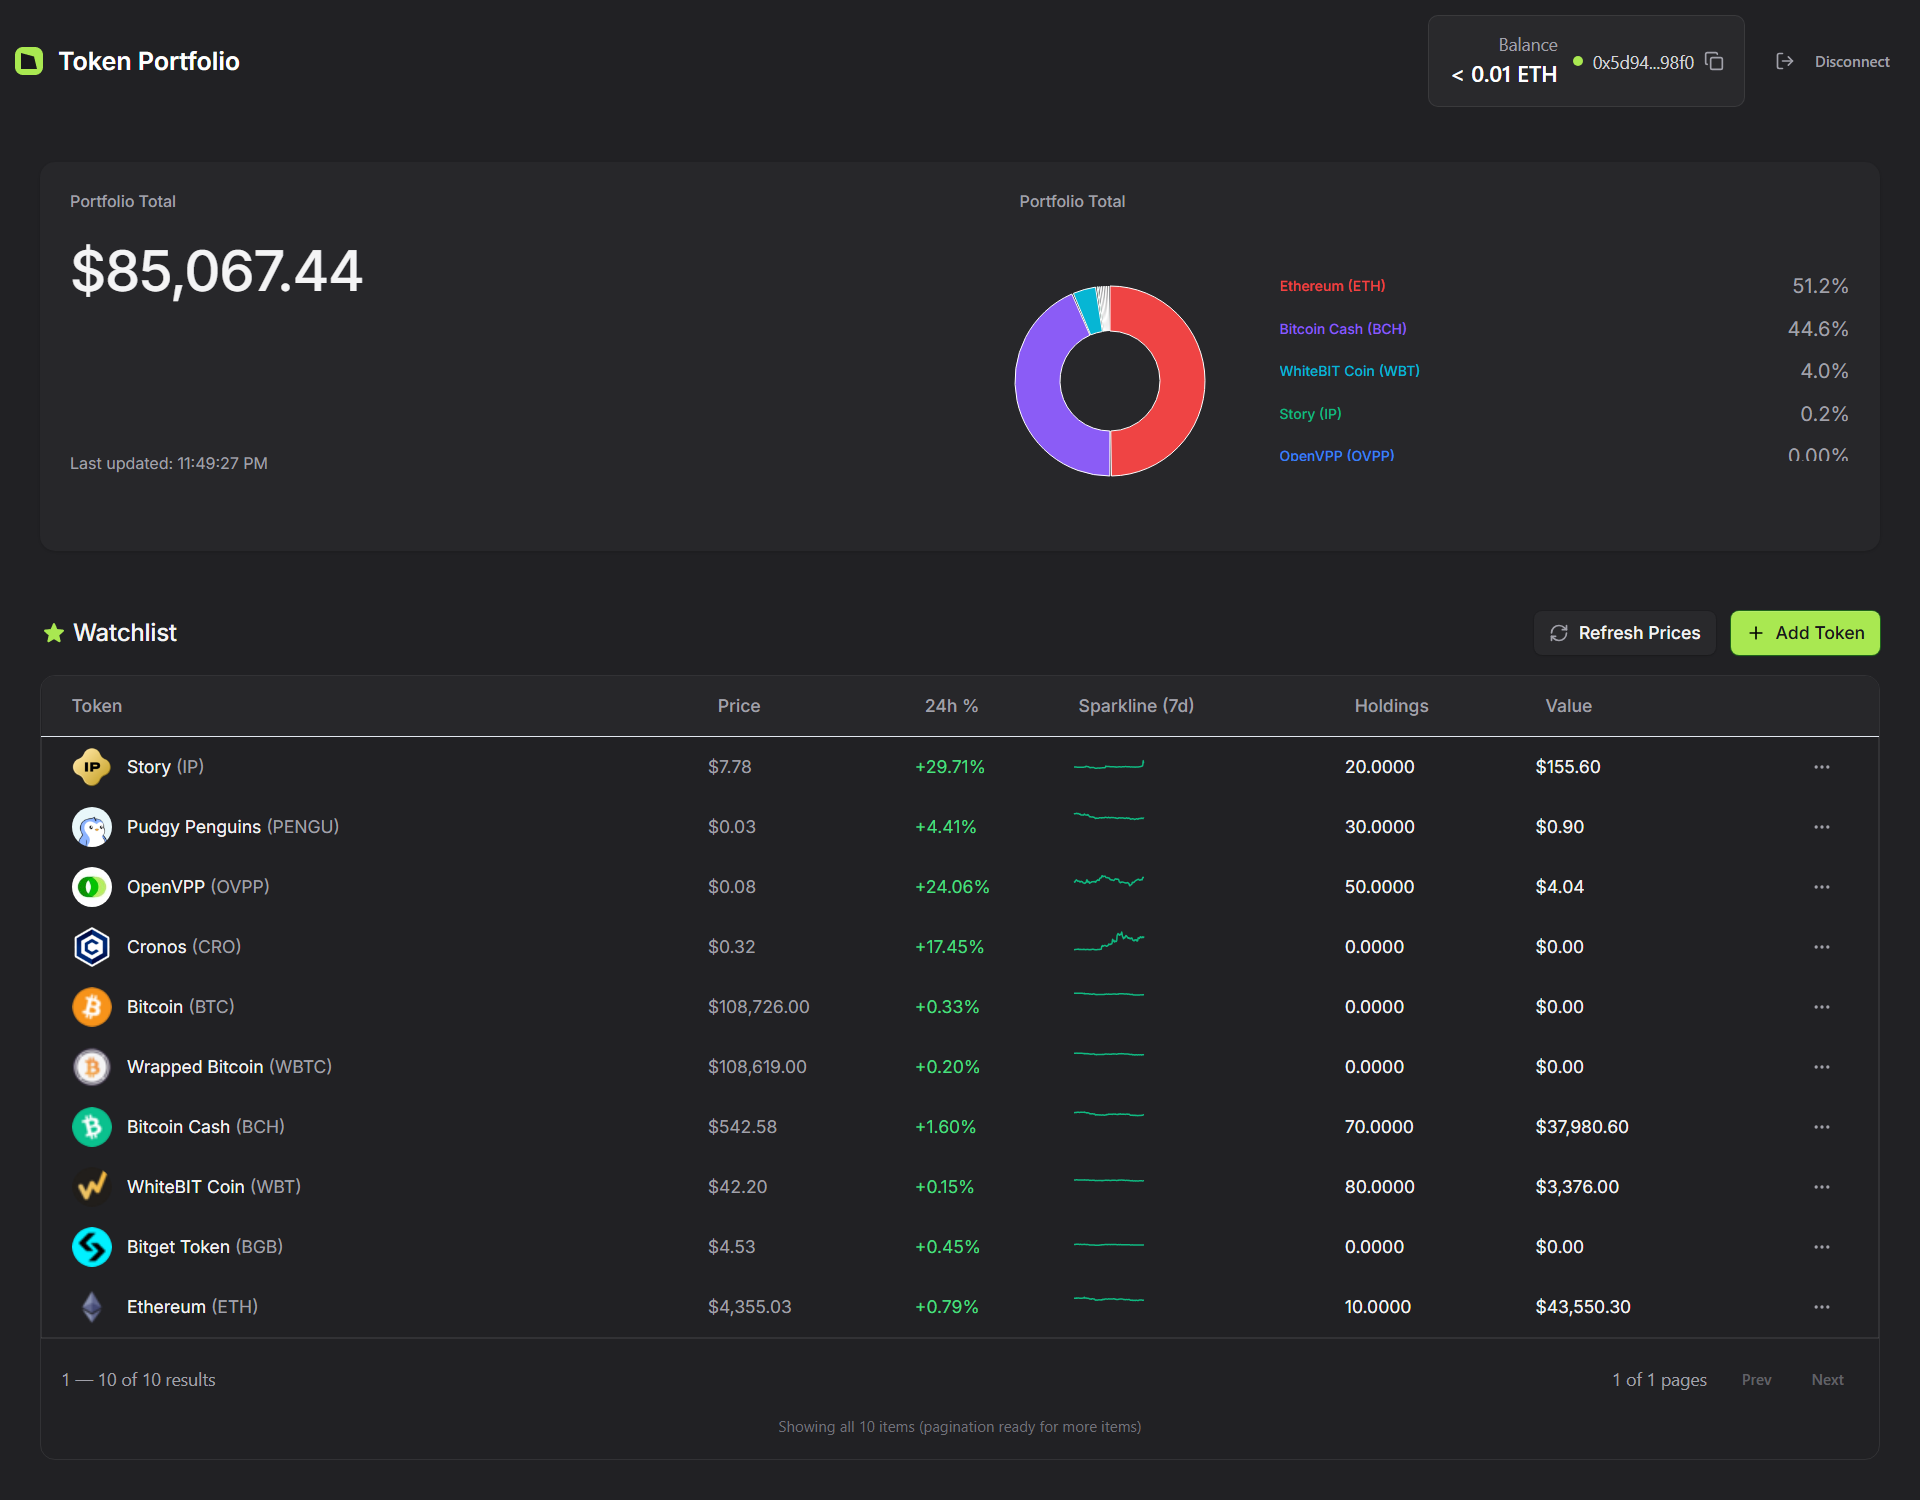 Token Portfolio
Balance
< 0.01 ETH
0x5d94...98f0
Disconnect
Portfolio Total
$85,067.44
Last updated: 11:49:27 PM
Portfolio Total
Ethereum (ETH) 51.2%
Bitcoin Cash (BCH) 44.6%
WhiteBIT Coin (WBT) 4.0%
Story (IP) 0.2%
OpenVPP (OVPP) 0.00%
Watchlist
Refresh Prices
Add Token
Token Price 24h % Sparkline (7d) Holdings Value
IP Story (IP) $7.78 +29.71% 20.0000 $155.60
Pudgy Penguins (PENGU) $0.03 +4.41% 30.0000 $0.90
OpenVPP (OVPP) $0.08 +24.06% 50.0000 $4.04
Cronos (CRO) $0.32 +17.45% 0.0000 $0.00
Bitcoin (BTC) $108,726.00 +0.33% 0.0000 $0.00
Wrapped Bitcoin (WBTC) $108,619.00 +0.20% 0.0000 $0.00
Bitcoin Cash (BCH) $542.58 +1.60% 70.0000 $37,980.60
WhiteBIT Coin (WBT) $42.20 +0.15% 80.0000 $3,376.00
Bitget Token (BGB) $4.53 +0.45% 0.0000 $0.00
Ethereum (ETH) $4,355.03 +0.79% 10.0000 $43,550.30
1 — 10 of 10 results
1 of 1 pages Prev Next
Showing all 10 items (pagination ready for more items)